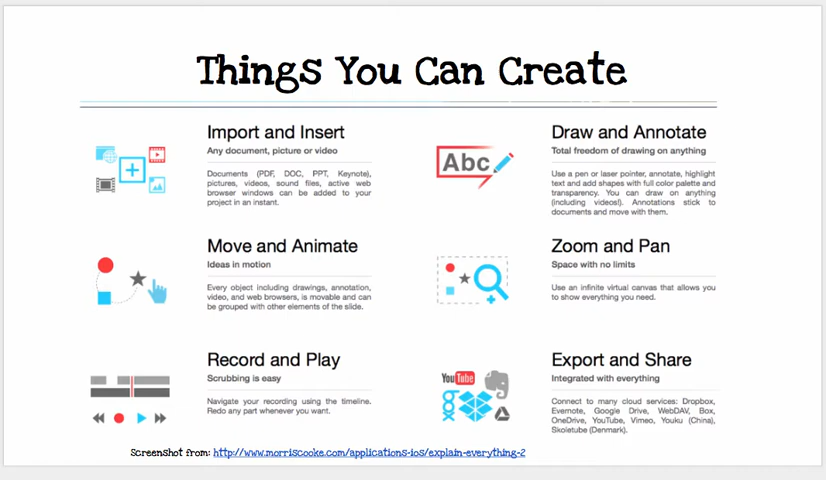 Things You Can Create
Import and Insert
Any document, picture or video
Documents (PDF, DOC, PPT, Keynote),
pictures, videos, sound files, active web
browser windows can be added to your
project in an instant.
Abc
Draw and Annotate
Total freedom of drawing on anything
Use a pen or laser pointer, annotate, highlight
text and add shapes with full color palette and
transparency. You can draw on anything
(including videos!). Annotations stick to
documents and move with them.
Move and Animate
Ideas in motion
Every object including drawings, annotation,
video, and web browsers, is movable and can
be grouped with other elements of the slide.
Zoom and Pan
Space with no limits
Use an infinite virtual canvas that allows you
to show everything you need.
Record and Play
Scrubbing is easy
Navigate your recording using the timeline.
Redo any part whenever you want.
YouTube
box
Export and Share
Integrated with everything
Connect to many cloud services: Dropbox,
Evernote, Google Drive, WebDAV, Box,
OneDrive, YouTube, Vimeo, Youku (China),
Skoletube (Denmark).
Screenshot from: http://www.morriscooke.com/applications-ios/explain-everything-2